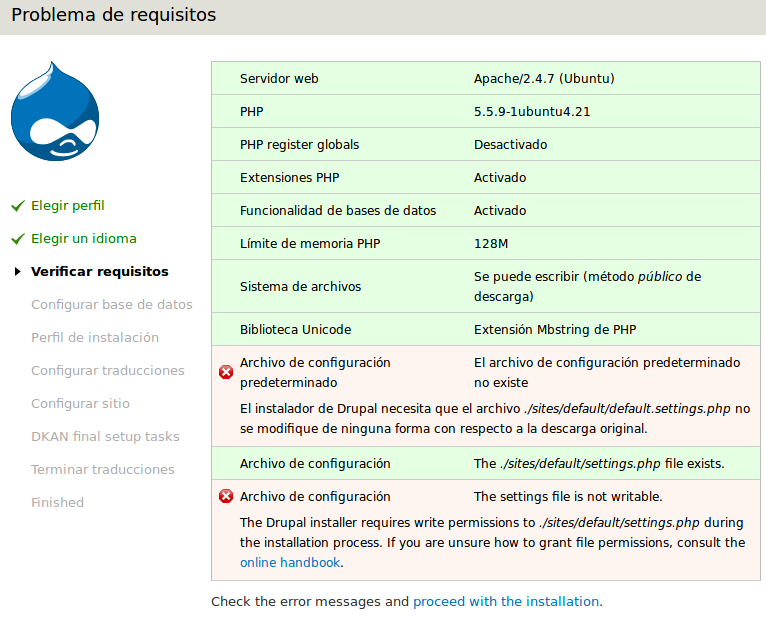 Problema de requisitos
Elegir perfil
Elegir un idioma
Verificar requisitos
Configurar base de datos
Perfil de instalación
Configurar traducciones
Configurar sitio
DKAN final setup tasks
Terminar traducciones
Finished
Servidor web Apache/2.4.7 (Ubuntu)
PHP 5.5.9-1ubuntu4.21
PHP register globals Desactivado
Extensiones PHP Activado
Funcionalidad de bases de datos Activado
Límite de memoria PHP 128M
Sistema de archivos Se puede escribir (método público de
descarga)
Biblioteca Unicode Extensión Mbstring de PHP
Archivo de configuración El archivo de configuración predeterminado
predeterminado no existe
El instalador de Drupal necesita que el archivo ./sites/default/default.settings.php no
se modifique de ninguna forma con respecto a la descarga original.
Archivo de configuración The ./sites/default/settings.php file exists.
Archivo de configuración The settings file is not writable.
The Drupal installer requires write permissions to ./sites/default/settings.php during
the installation process. If you are unsure how to grant file permissions, consult the
online handbook.
Check the error messages and proceed with the installation.